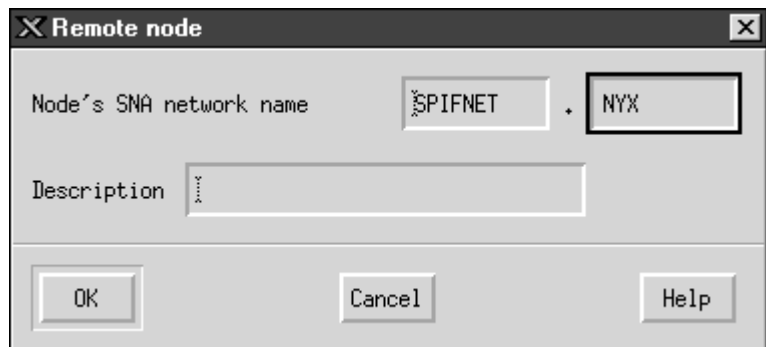 Remote node
Node's SNA network name SPIFNET . NYX
Description
OK Cancel Help